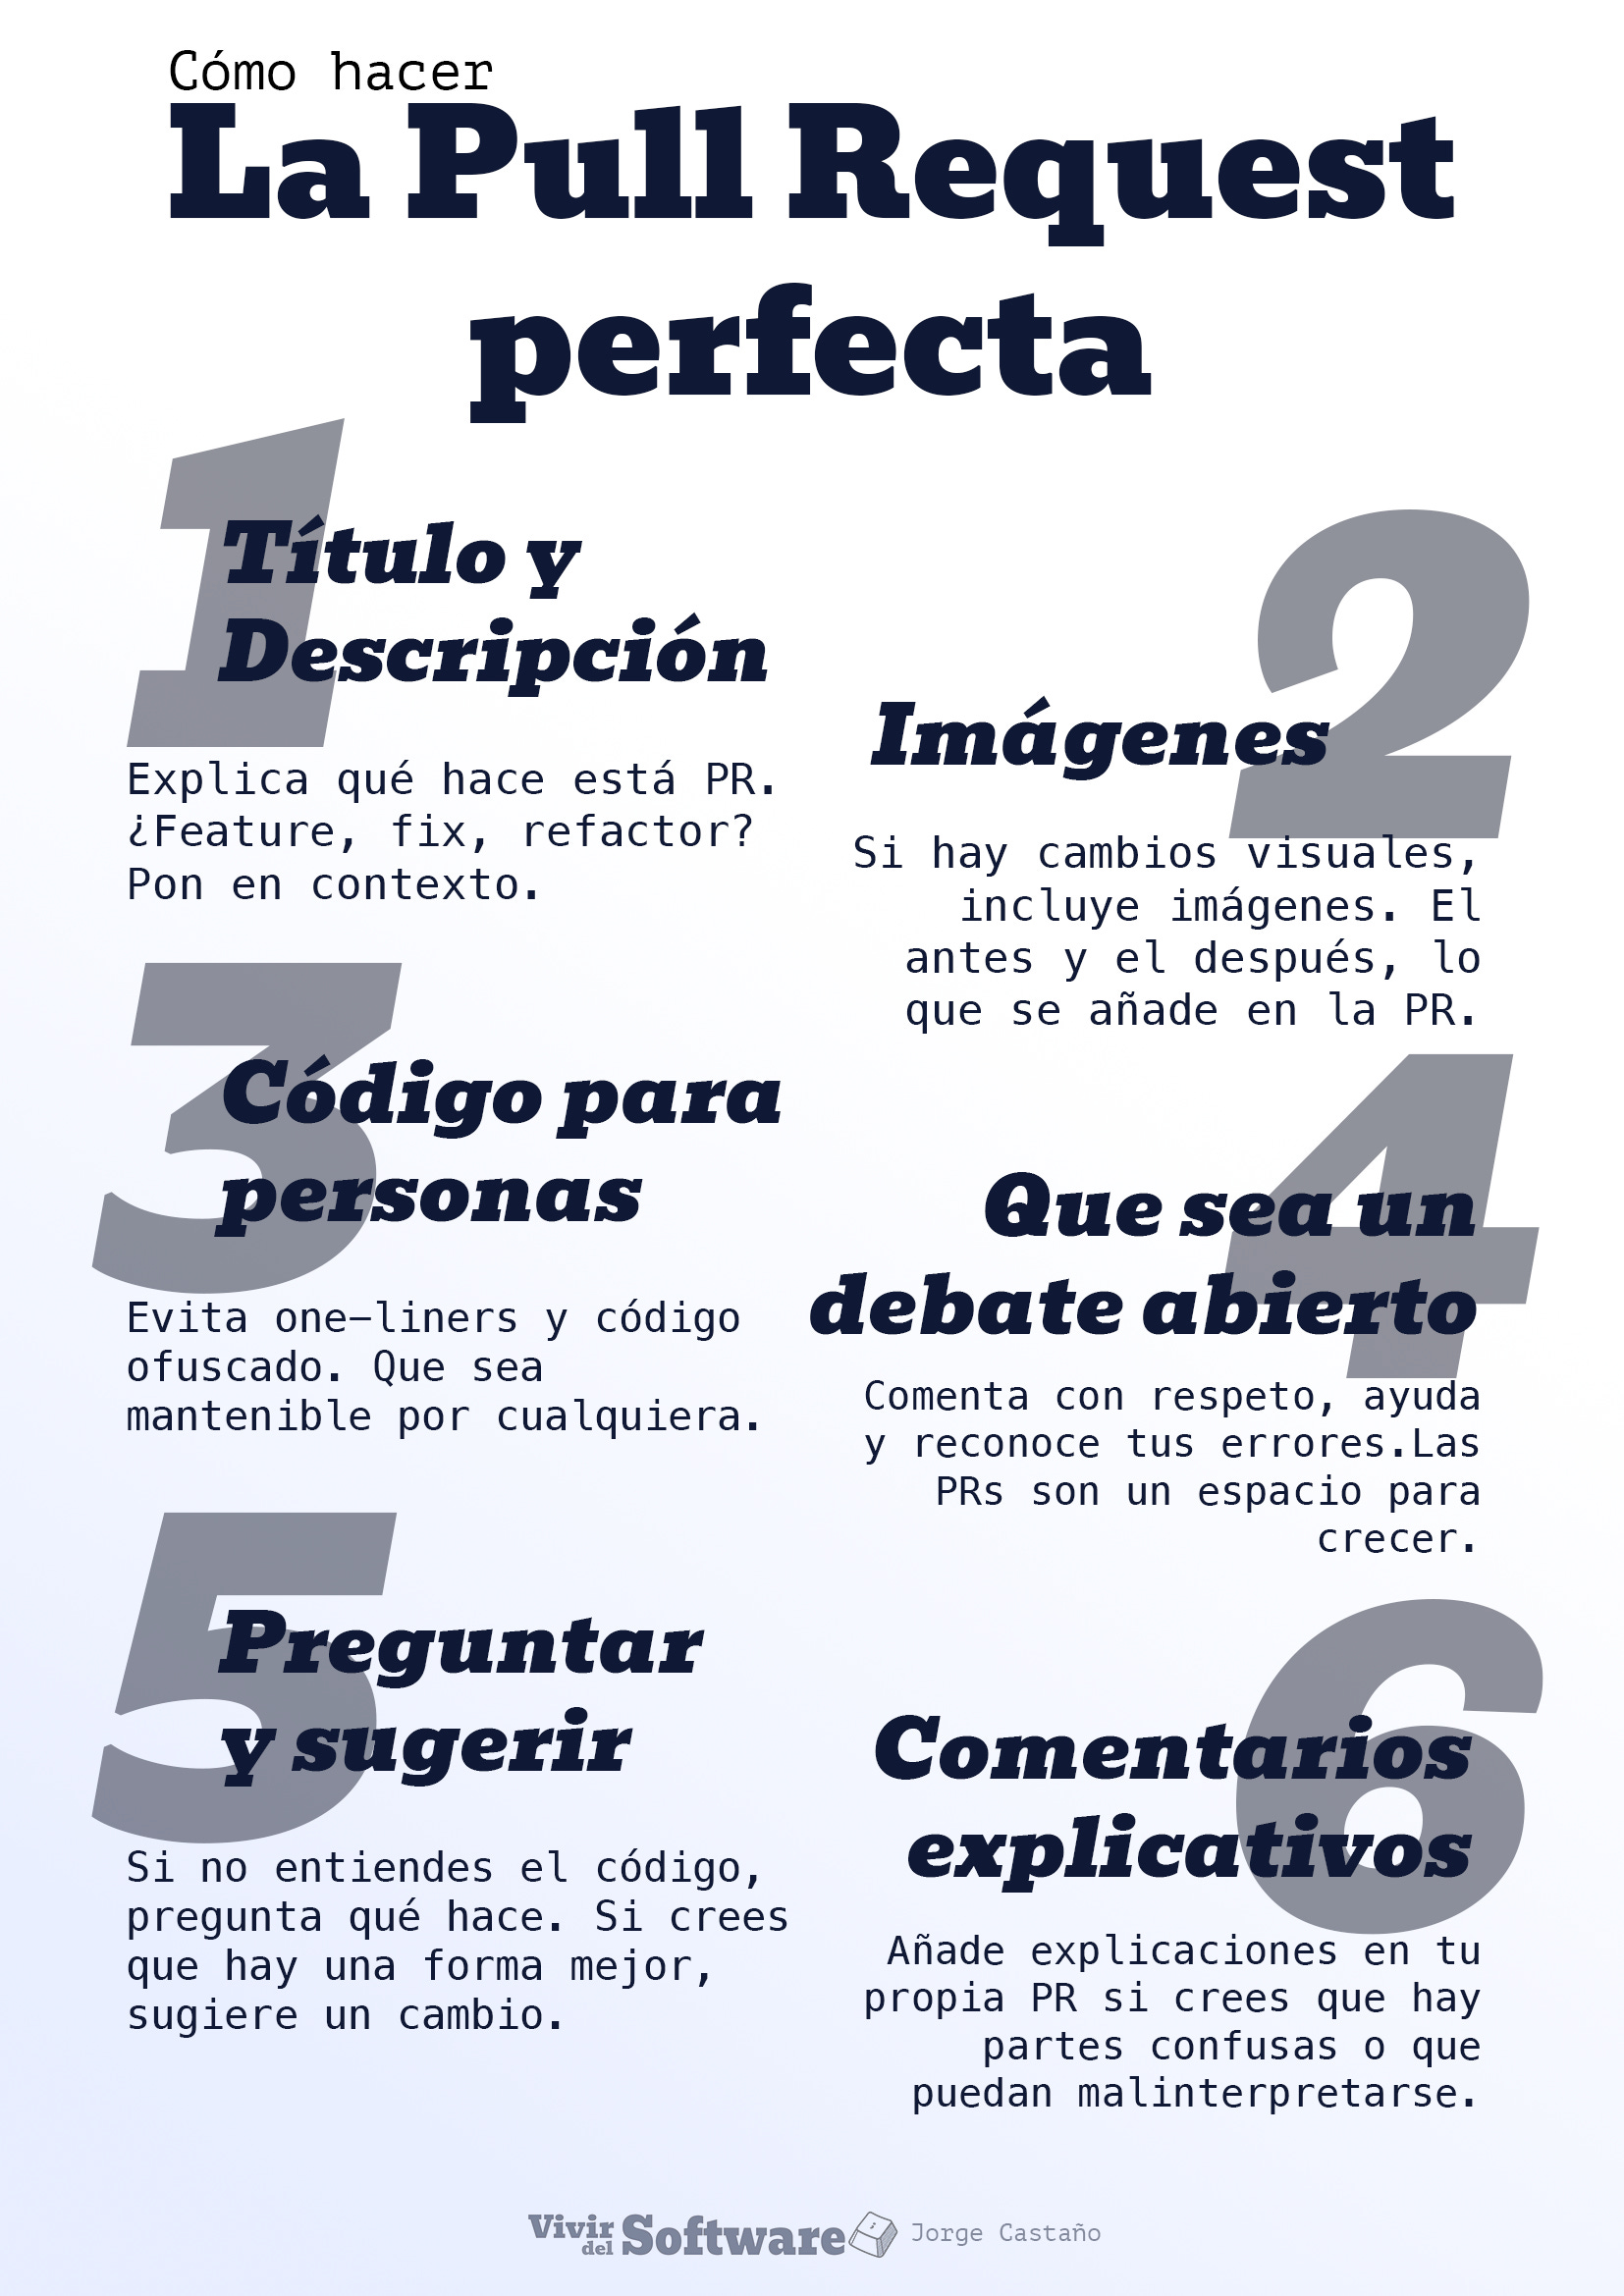 Cómo hacer
La Pull Request
perfecta
1
Título y
Descripción
Explica qué hace está PR.
¿Feature, fix, refactor?
Pon en contexto.
2
Imágenes
Si hay cambios visuales,
incluye imágenes. El
antes y el después, lo
que se añade en la PR.
3
Código para
personas
Evita one–liners y código
ofuscado. Que sea
mantenible por cualquiera.
4
Que sea un
debate abierto
Comenta con respeto, ayuda
y reconoce tus errores.Las
PRs son un espacio para
crecer.
5
Preguntar
y sugerir
Si no entiendes el código,
pregunta qué hace. Si crees
que hay una forma mejor,
sugiere un cambio.
6
Comentarios
explicativos
Añade explicaciones en tu
propia PR si crees que hay
partes confusas o que
puedan malinterpretarse.
Vivir del Software ; Jorge Castaño